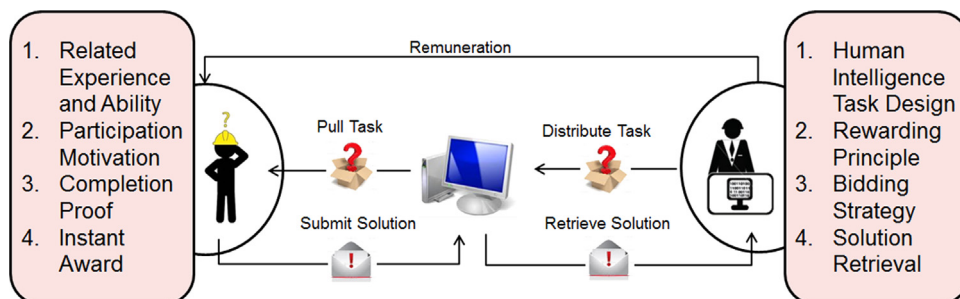 1. Related
Experience
and Ability
2. Participation
Motivation
3. Completion
Proof
4. Instant
Award
Remuneration
?
Pull Task
?
Distribute Task
?
Submit Solution
!
Retrieve Solution
!
1. Human
Intelligence
Task Design
2. Rewarding
Principle
3. Bidding
Strategy
4. Solution
Retrieval